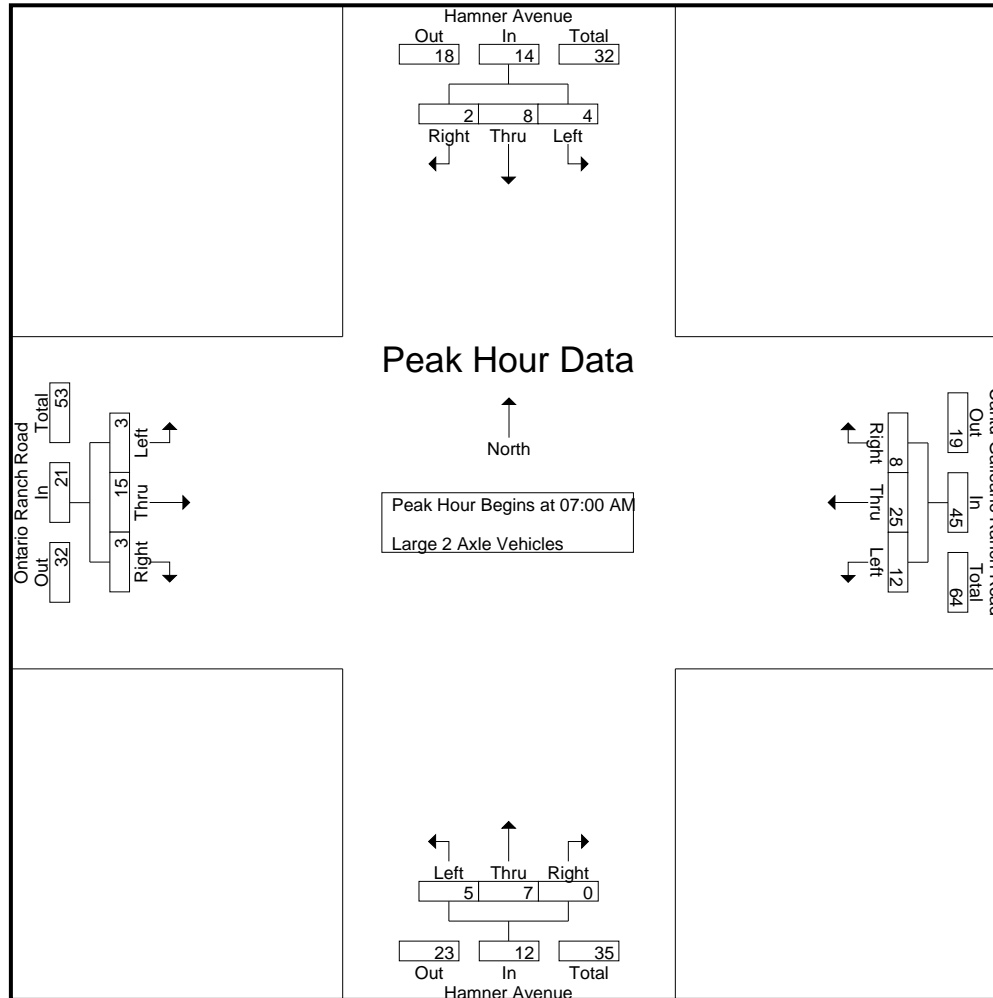 Hamner Avenue
Out In Total
18 14 32
2 8 4
Right Thru Left
Peak Hour Data
North
Peak Hour Begins at 07:00 AM
Large 2 Axle Vehicles
Ontario Ranch Road
Total In Out
53 21 32
3 15 3
Left Thru Right
Right Thru Left
8 25 12
19 45 64
Out In Total
Left Thru Right
5 7 0
23 12 35
Out In Total
Hamner Avenue